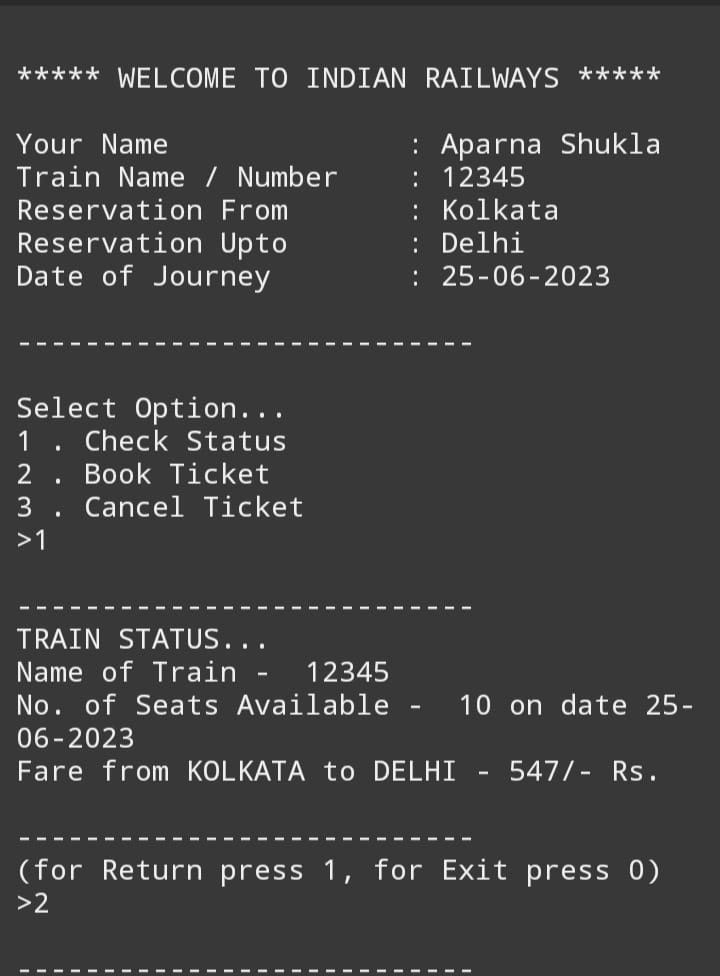 ***** WELCOME TO INDIAN RAILWAYS *****
Your Name : Aparna Shukla
Train Name / Number : 12345
Reservation From : Kolkata
Reservation Upto : Delhi
Date of Journey : 25-06-2023
---------------------------
Select Option...
1 . Check Status
2 . Book Ticket
3 . Cancel Ticket
>1
---------------------------
TRAIN STATUS...
Name of Train -  12345
No. of Seats Available -  10 on date 25-
06-2023
Fare from KOLKATA to DELHI - 547/- Rs.
---------------------------
(for Return press 1, for Exit press 0)
>2
---------------------------